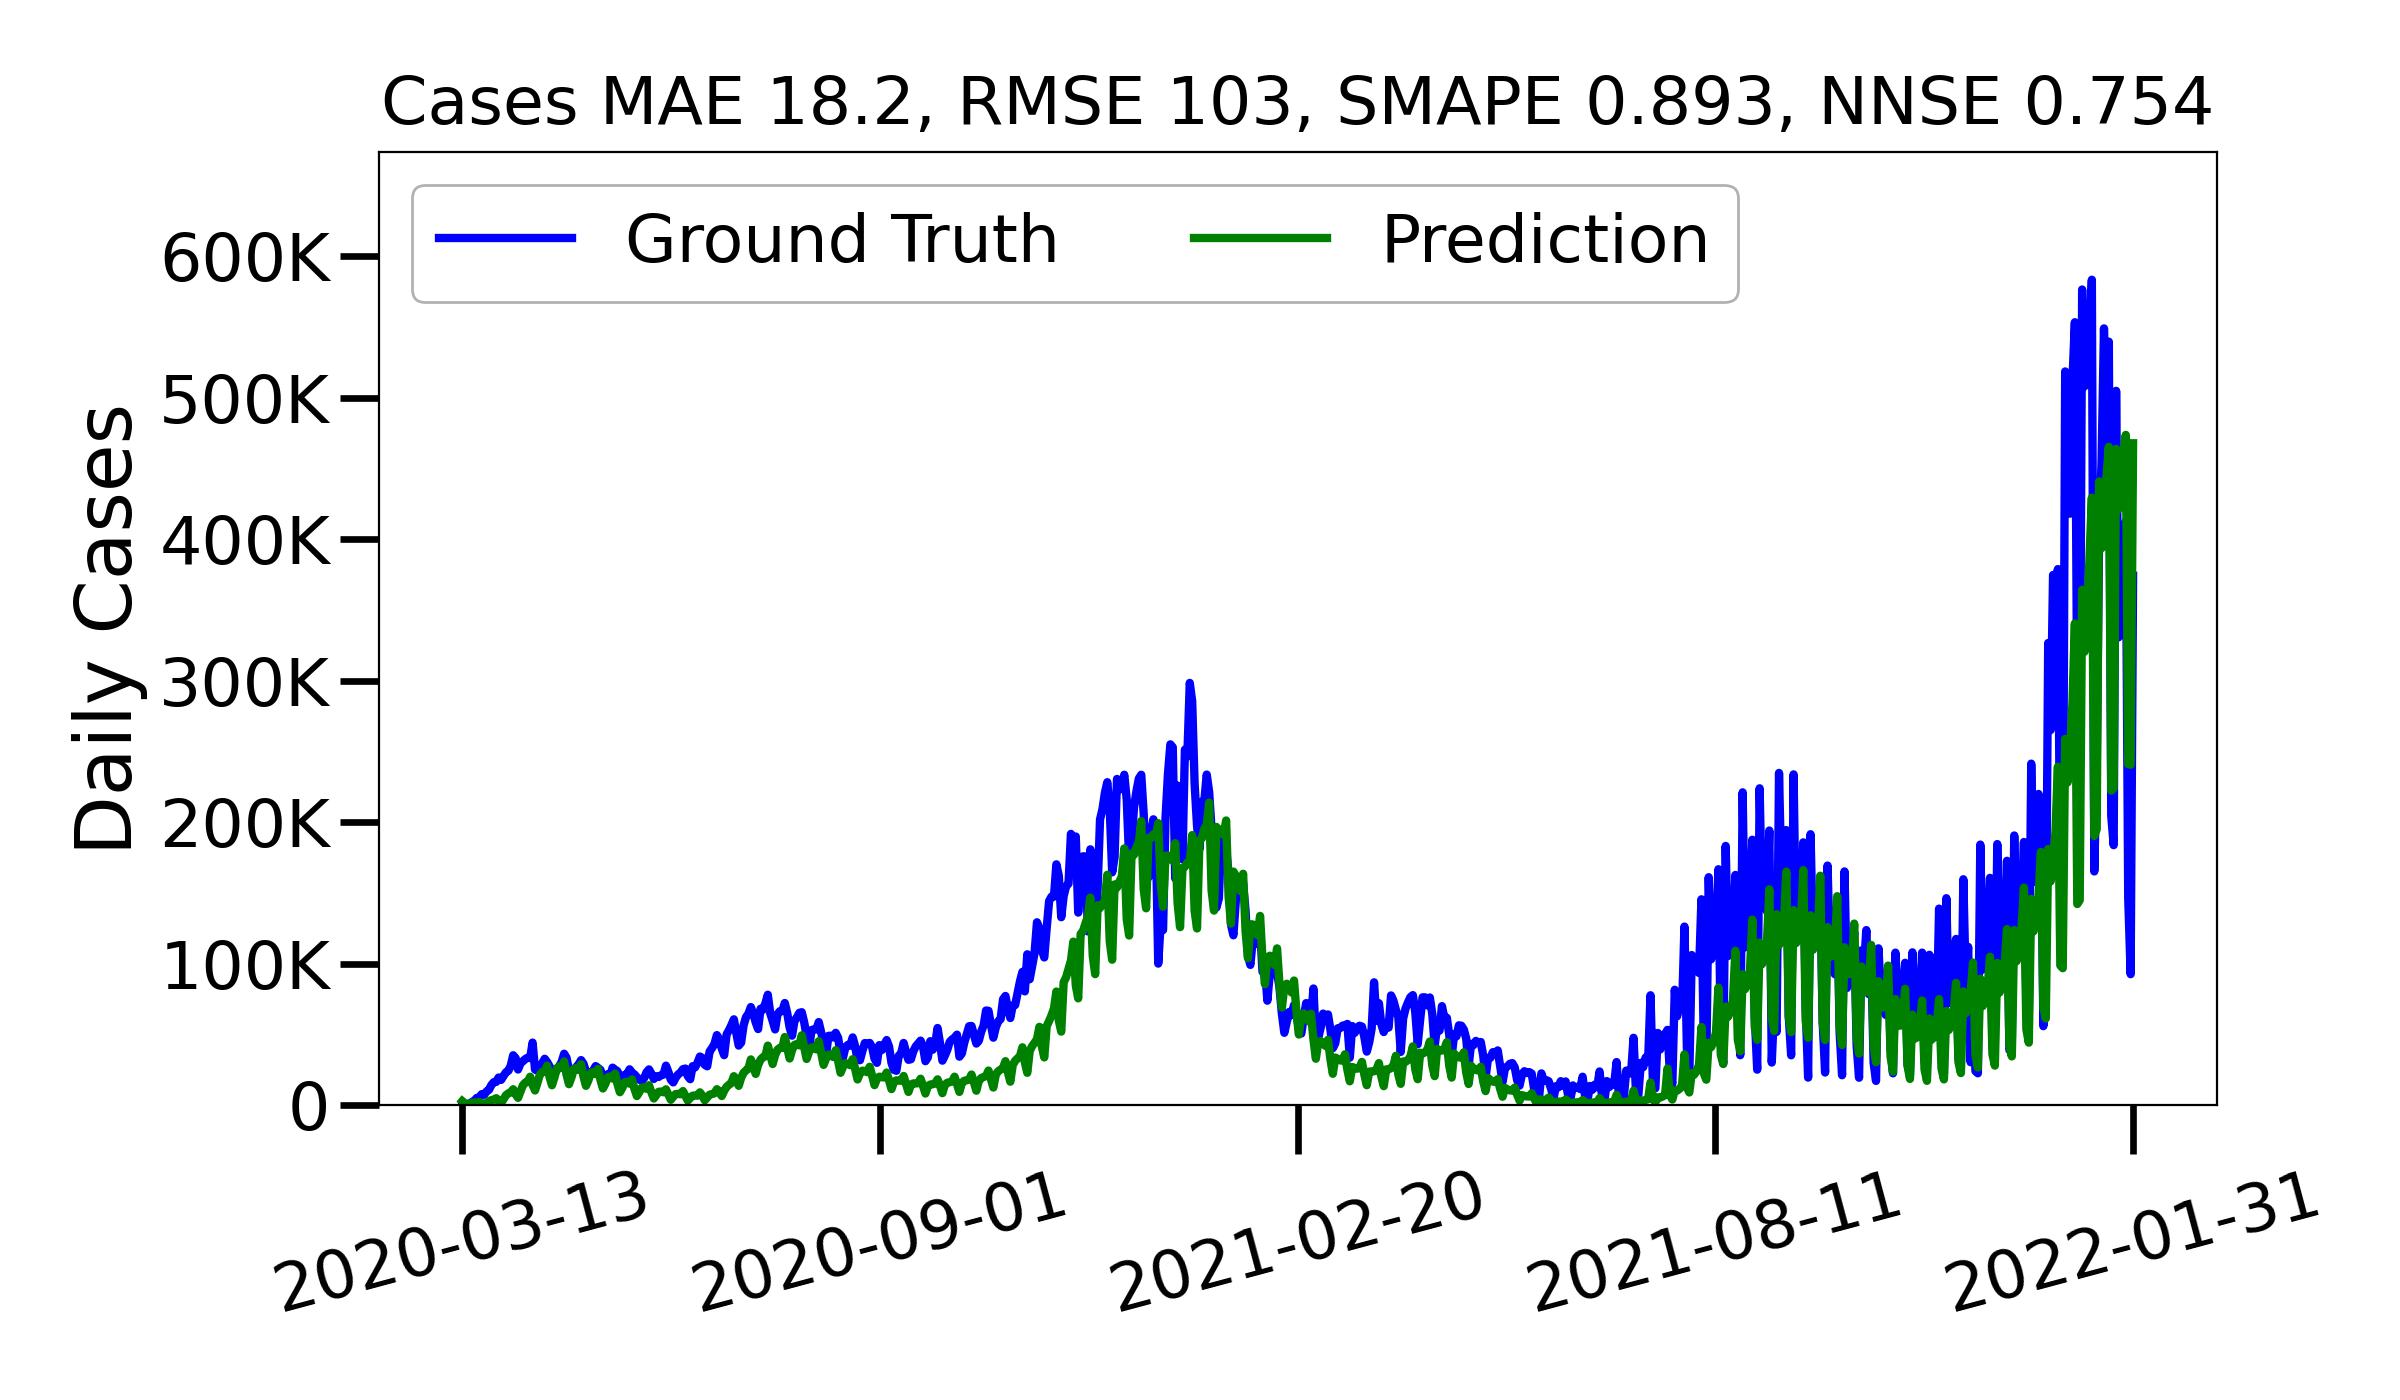 Cases MAE 18.2, RMSE 103, SMAPE 0.893, NNSE 0.754
Ground Truth
Prediction
Daily Cases
600K
500K
400K
300K
200K
100K
0
2020-03-13
2020-09-01
2021-02-20
2021-08-11
2022-01-31